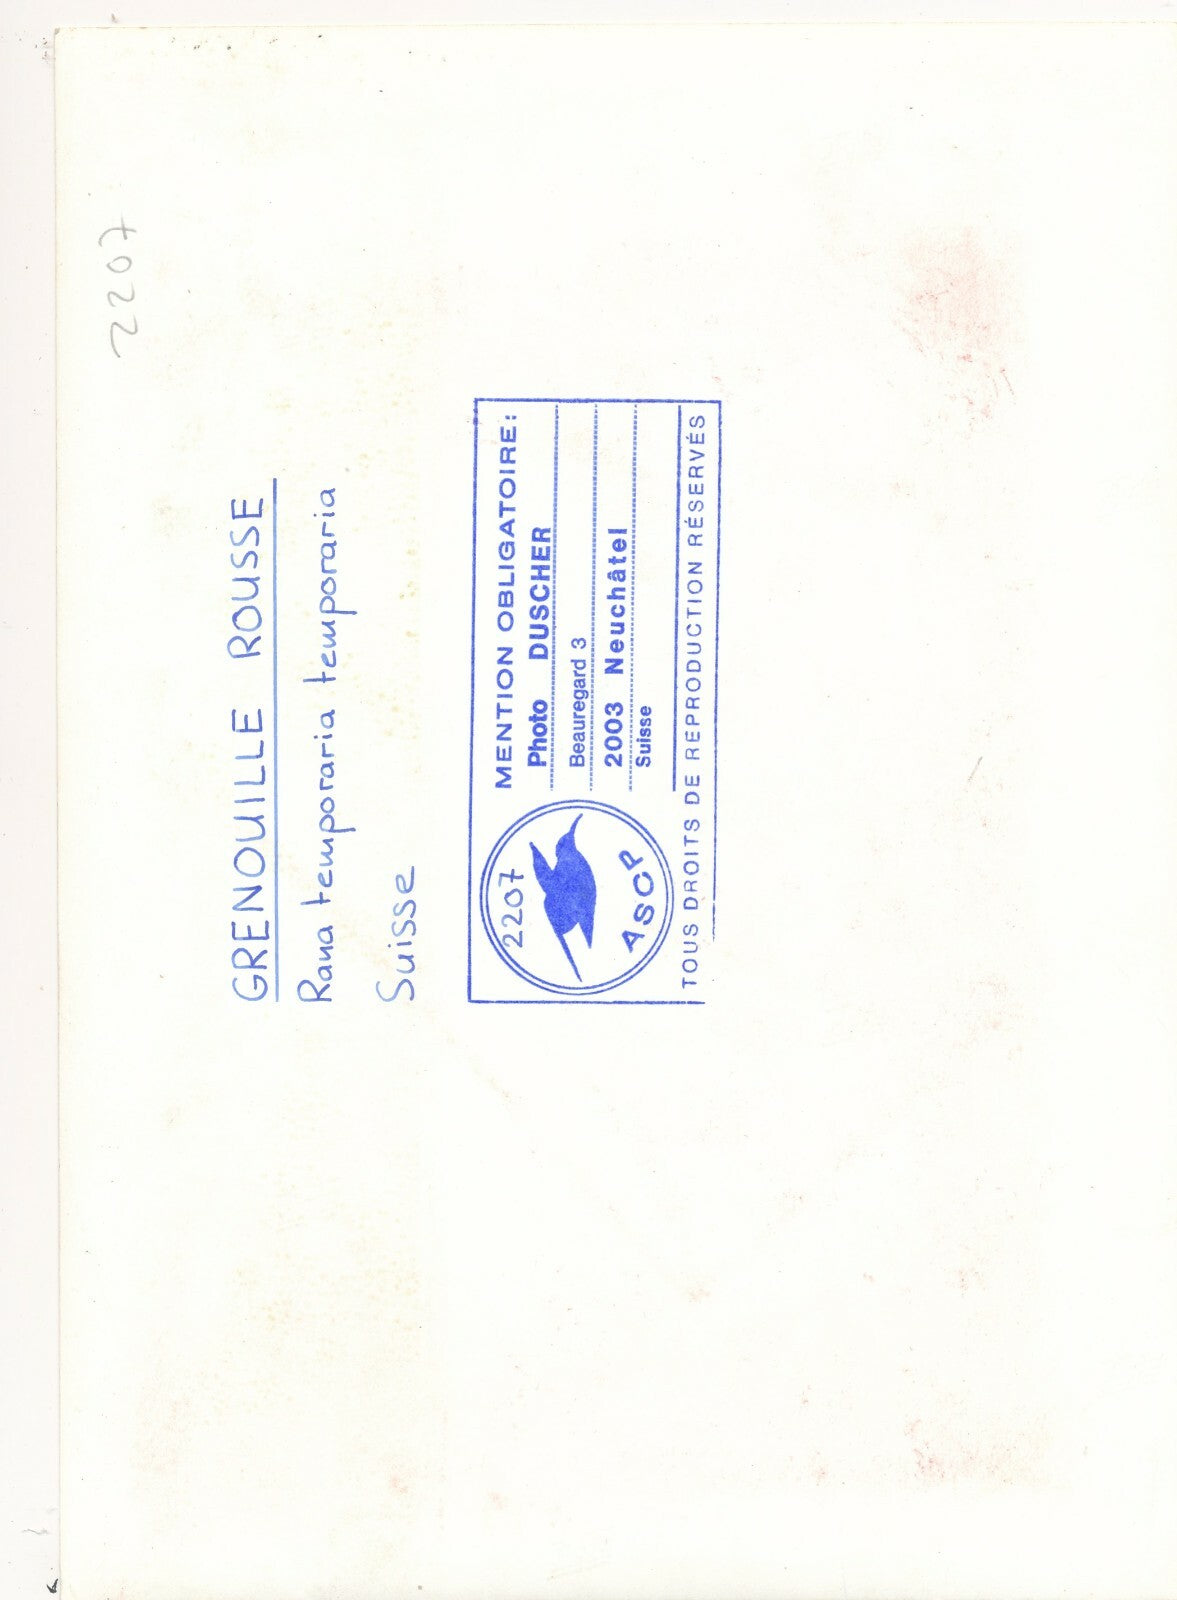 2207
GRENOUILLE ROUSSE
Rana temporaria temporaria
Suisse
2207
ASCP
MENTION OBLIGATOIRE:
Photo DUSCHER
Beauregard 3
2003 Neuchâtel
Suisse
TOUS DROITS DE REPRODUCTION RÉSERVÉS